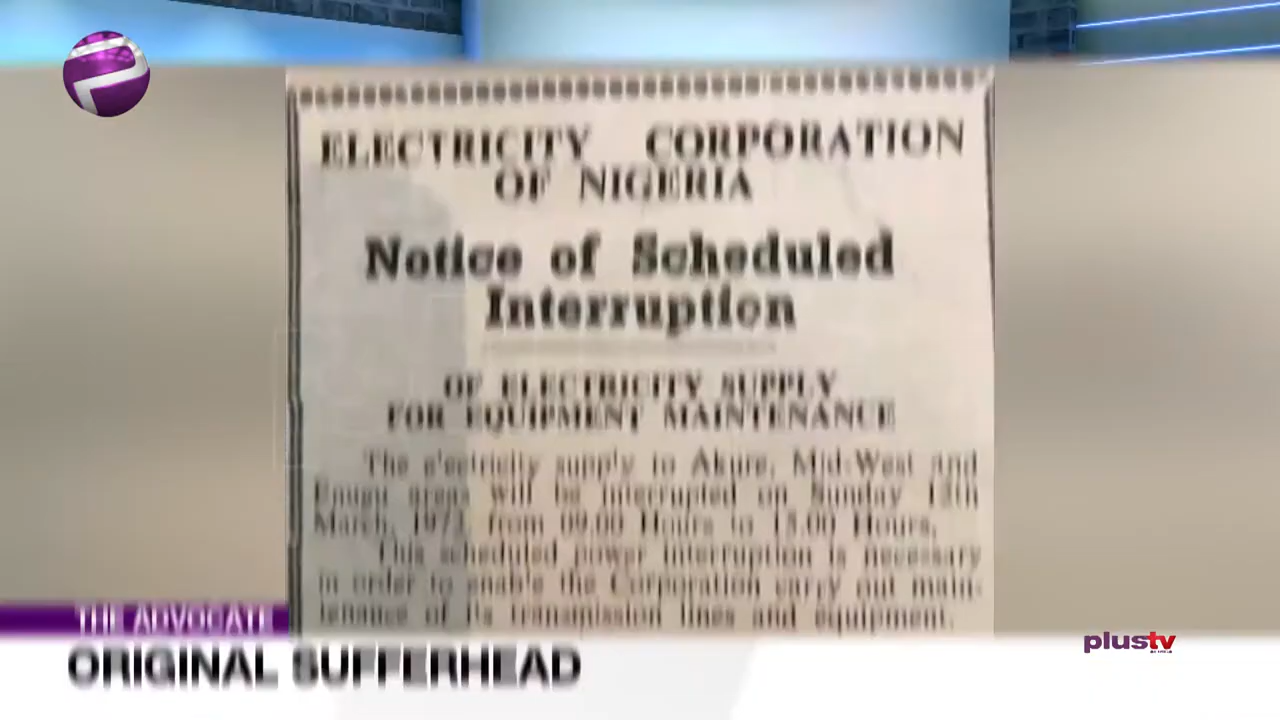 ELECTRICITY CORPORATION
OF NIGERIA
Notice of Scheduled
Interruption
OF ELECTRICITY SUPPLY
FOR EQUIPMENT MAINTENANCE
The electricity supply to Akure, Mid-West and
Enugu areas will be interrupted on Sunday 12th
March, from 09.00 Hours to Hours.
This scheduled power interruption is necessary
in order to enable the Corporation carry out main-
tenance of its transmission lines and equipment.
THE ADVOCATE
ORIGINAL SUFFERHEAD
plustv